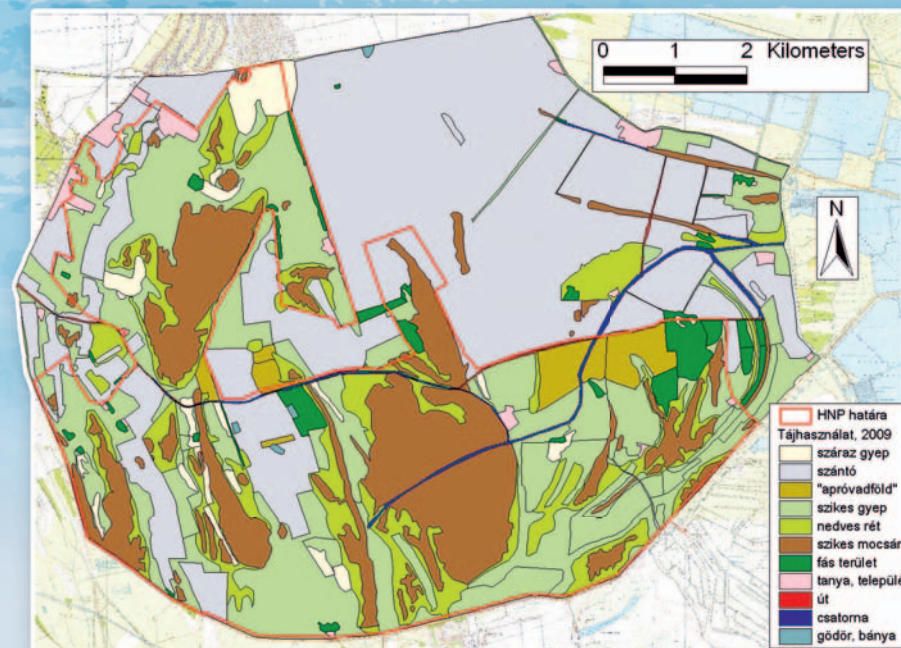 0 1 2 Kilometers
N
HNP határa
Tájhasználat, 2009
száraz gyep
szántó
"apróvadföld"
szikes gyep
nedves rét
szikes mocsár
fás terület
tanya, települé
út
csatorna
gödör, bánya